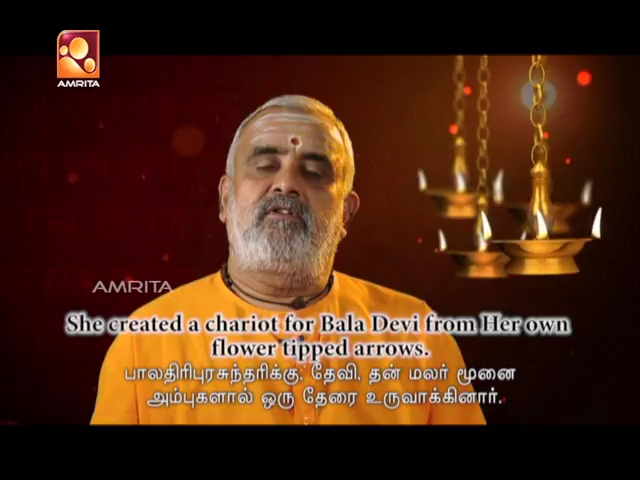 AMRITA
AMRITA
She created a chariot for Bala Devi from Her own
flower tipped arrows.
பாலதிரிபுரசுந்தரிக்கு, தேவி, தன் மலர் மூனை
அம்புகளால் ஒரு தேரை உருவாக்கினார்.